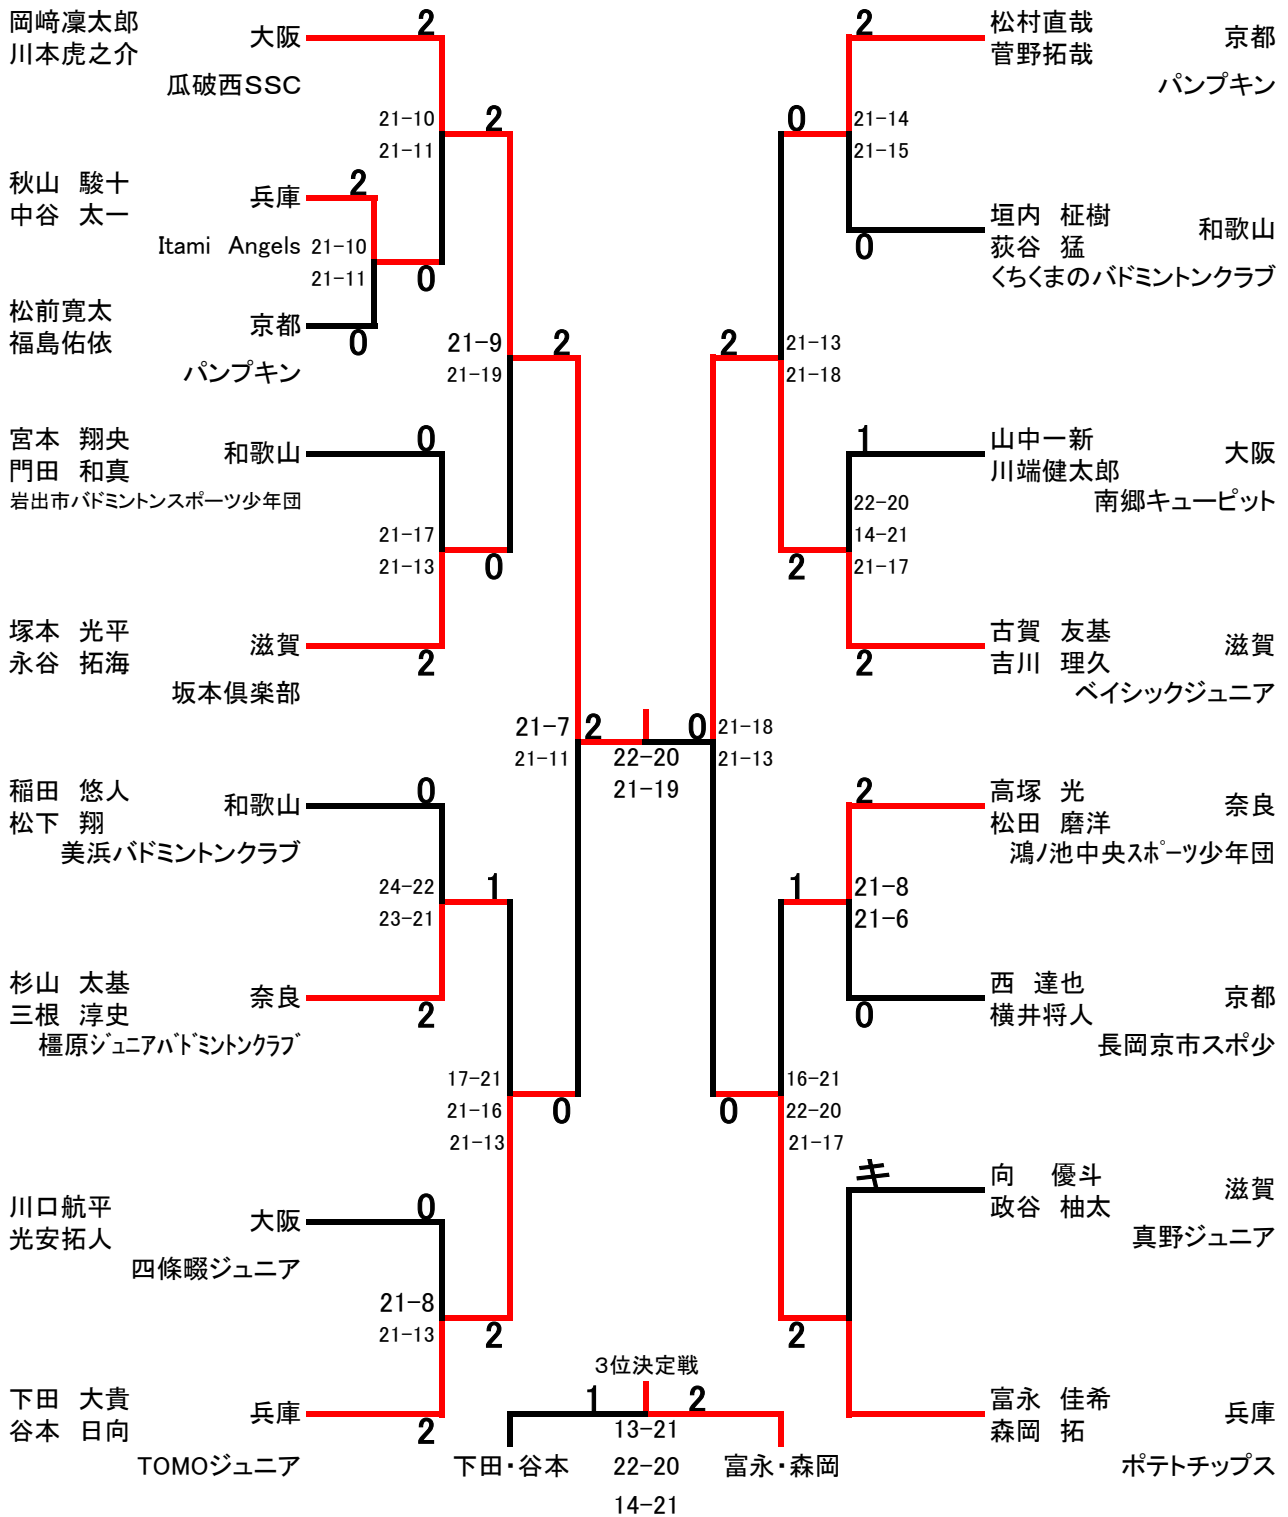 岡﨑凜太郎
川本虎之介
大阪
瓜破西SSC
2
21-10
21-11
2
秋山 駿十
中谷 太一
兵庫
Itami Angels
2
21-10
21-11
0
松前寛太
福島佑依
京都
パンプキン
0
21-9
21-19
2
宮本 翔央
門田 和真
和歌山
岩出市バドミントンスポーツ少年団
0
21-17
21-13
0
塚本 光平
永谷 拓海
滋賀
坂本倶楽部
2
21-7
21-11
2
22-20
21-19
0
稲田 悠人
松下 翔
和歌山
美浜バドミントンクラブ
0
24-22
23-21
1
杉山 太基
三根 淳史
奈良
橿原ジュニアバドミントンクラブ
2
17-21
21-16
21-13
0
川口航平
光安拓人
大阪
四條畷ジュニア
0
21-8
21-13
2
下田 大貴
谷本 日向
兵庫
TOMOジュニア
2
松村直哉
菅野拓哉
京都
パンプキン
2
21-14
21-15
0
垣内 柾樹
荻谷 猛
和歌山
くちくまのバドミントンクラブ
0
21-13
21-18
2
山中一新
川端健太郎
大阪
南郷キューピット
1
22-20
14-21
21-17
2
古賀 友基
吉川 理久
滋賀
ベイシックジュニア
2
21-18
21-13
高塚 光
松田 磨洋
奈良
鴻ノ池中央スポーツ少年団
2
21-8
21-6
1
西 達也
横井将人
京都
長岡京市スポ少
0
16-21
22-20
21-17
0
向 優斗
政谷 柚太
滋賀
真野ジュニア
キ
2
富永 佳希
森岡 拓
兵庫
ポテトチップス
3位決定戦
1
2
13-21
22-20
14-21
下田・谷本
富永・森岡